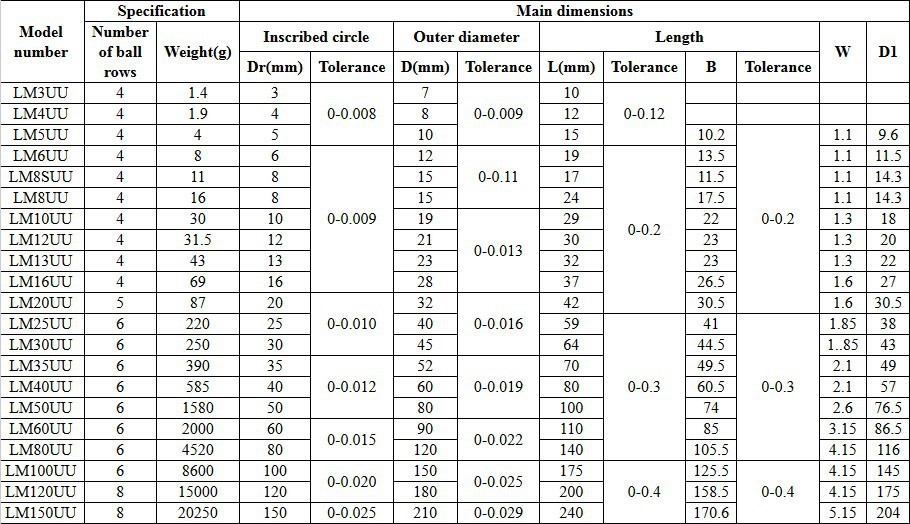 Model number Specification Main dimensions
Number of ball rows Weight(g) Inscribed circle Outer diameter Length W D1
Dr(mm) Tolerance D(mm) Tolerance L(mm) Tolerance B Tolerance
LM3UU 4 1.4 3 0-0.008 7 0-0.009 10 0-0.12
LM4UU 4 1.9 4 8 12
LM5UU 4 4 5 10 15 10.2 0-0.2 1.1 9.6
LM6UU 4 8 6 0-0.009 12 0-0.11 19 0-0.2 13.5 1.1 11.5
LM8SUU 4 11 8 15 17 11.5 1.1 14.3
LM8UU 4 16 8 15 24 17.5 1.1 14.3
LM10UU 4 30 10 19 0-0.013 29 22 1.3 18
LM12UU 4 31.5 12 21 30 23 1.3 20
LM13UU 4 43 13 23 32 23 1.3 22
LM16UU 4 69 16 28 37 26.5 1.6 27
LM20UU 5 87 20 0-0.010 32 0-0.016 42 30.5 1.6 30.5
LM25UU 6 220 25 40 59 0-0.3 41 0-0.3 1.85 38
LM30UU 6 250 30 45 64 44.5 1..85 43
LM35UU 6 390 35 0-0.012 52 0-0.019 70 49.5 2.1 49
LM40UU 6 585 40 60 80 60.5 2.1 57
LM50UU 6 1580 50 80 100 74 2.6 76.5
LM60UU 6 2000 60 0-0.015 90 0-0.022 110 85 3.15 86.5
LM80UU 6 4520 80 120 140 105.5 4.15 116
LM100UU 6 8600 100 0-0.020 150 0-0.025 175 0-0.4 125.5 0-0.4 4.15 145
LM120UU 8 15000 120 180 200 158.5 4.15 175
LM150UU 8 20250 150 0-0.025 210 0-0.029 240 170.6 5.15 204